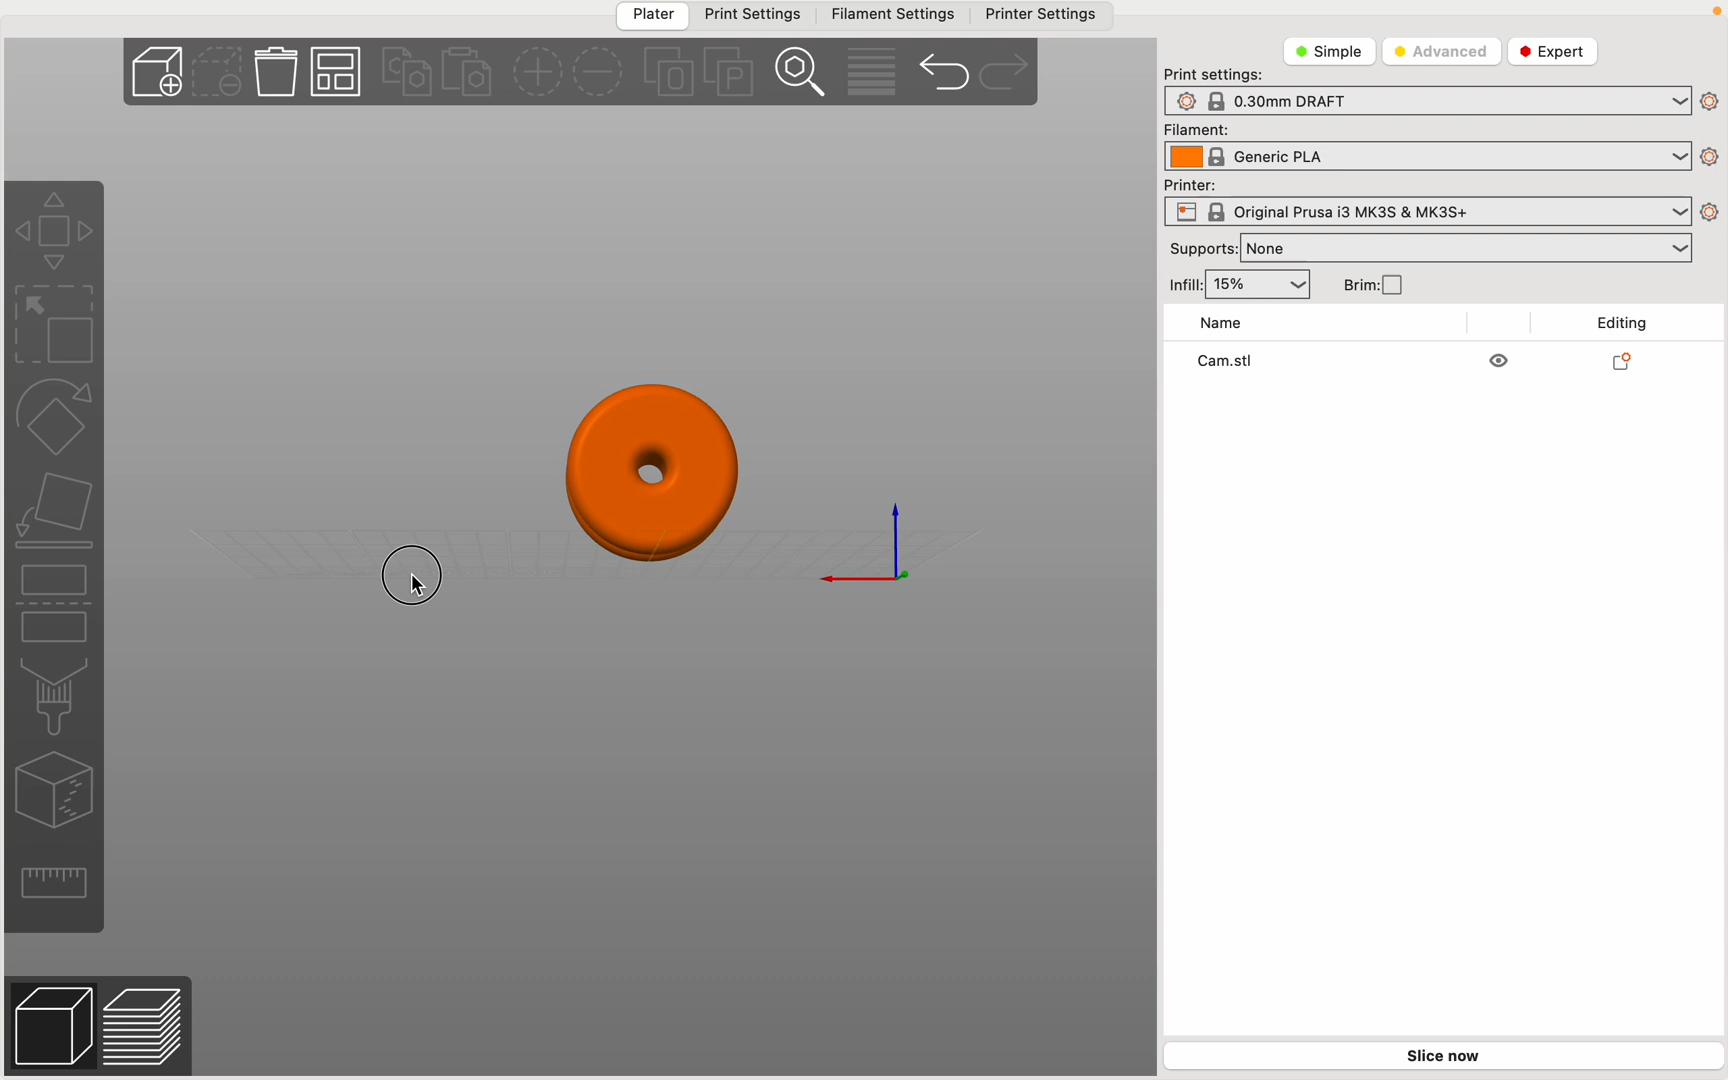 Plater Print Settings Filament Settings Printer Settings
Simple Advanced Expert
Print settings:
0.30mm DRAFT
Filament:
Generic PLA
Printer:
Original Prusa i3 MK3S & MK3S+
Supports: None
Infill: 15% Brim:
Name Editing
Cam.stl
Slice now